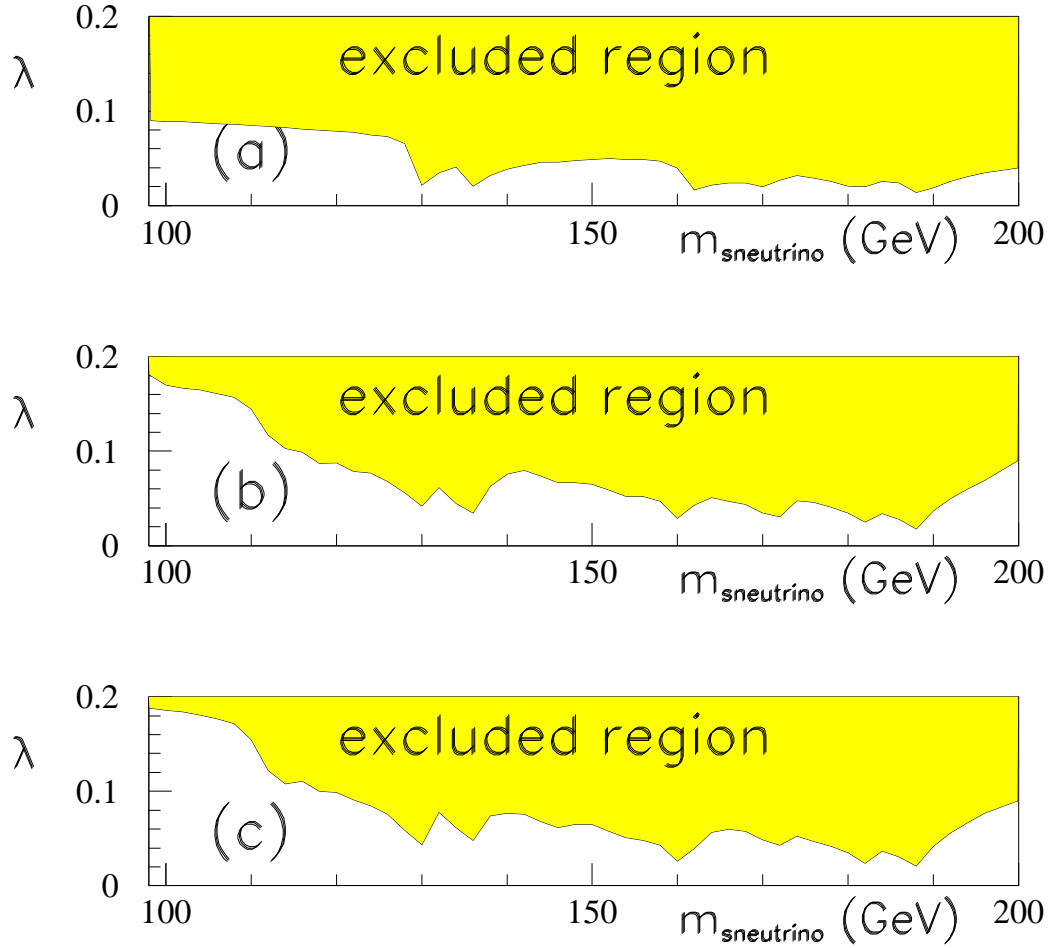 0.2
excluded region
λ
0.1
(a)
0
100 150 m_sneutrino (GeV) 200
0.2
excluded region
λ
0.1
(b)
0
100 150 m_sneutrino (GeV) 200
0.2
excluded region
λ
0.1
(c)
0
100 150 m_sneutrino (GeV) 200